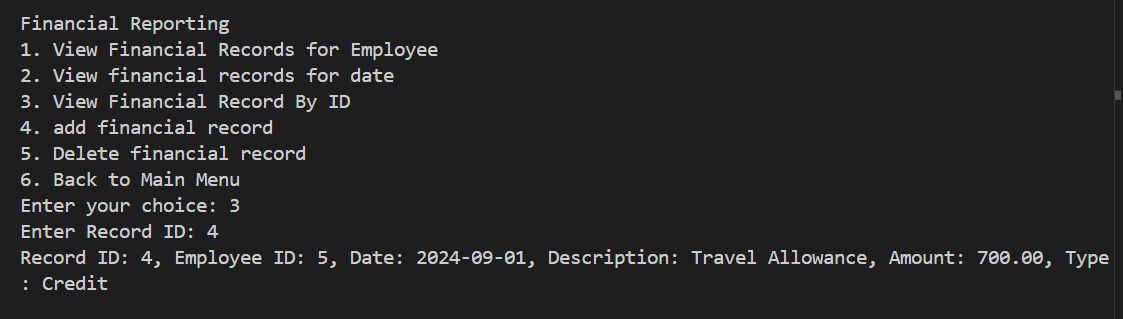 Financial Reporting
1. View Financial Records for Employee
2. View financial records for date
3. View Financial Record By ID
4. add financial record
5. Delete financial record
6. Back to Main Menu
Enter your choice: 3
Enter Record ID: 4
Record ID: 4, Employee ID: 5, Date: 2024-09-01, Description: Travel Allowance, Amount: 700.00, Type
: Credit